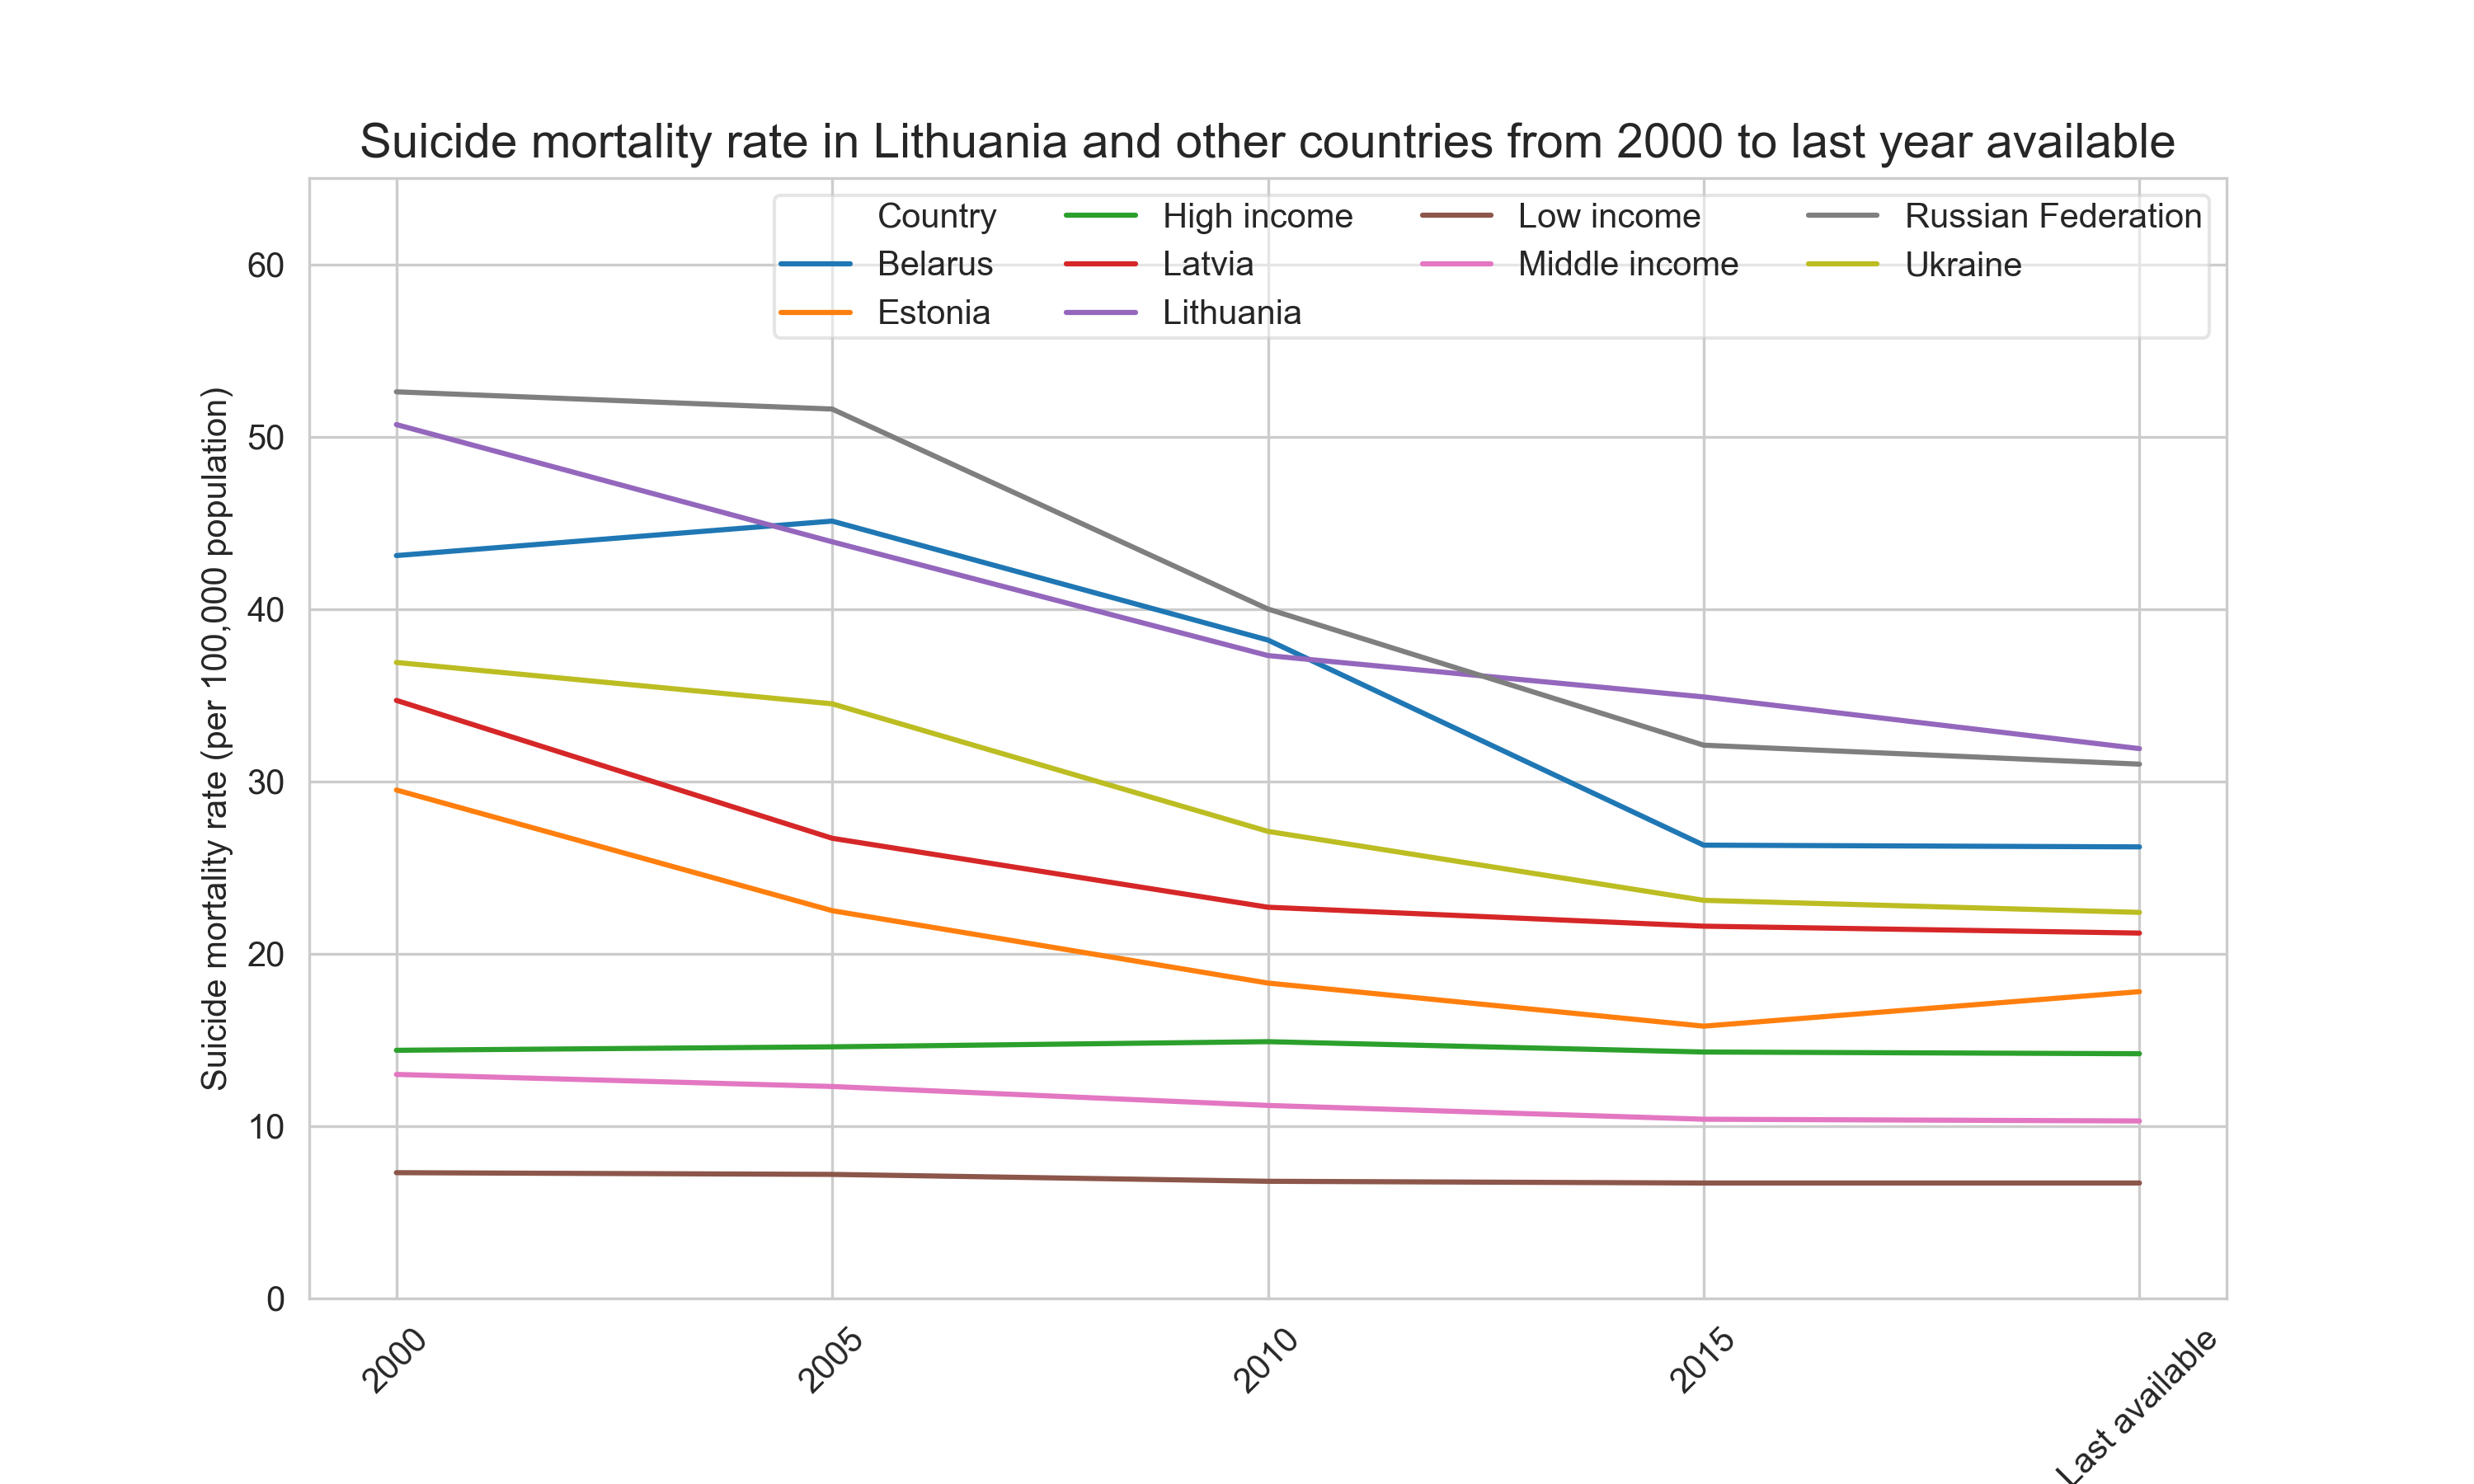 Suicide mortality rate in Lithuania and other countries from 2000 to last year available
Country
Belarus
Estonia
High income
Latvia
Lithuania
Low income
Middle income
Russian Federation
Ukraine
Suicide mortality rate (per 100,000 population)
60
50
40
30
20
10
0
2000
2005
2010
2015
Last available